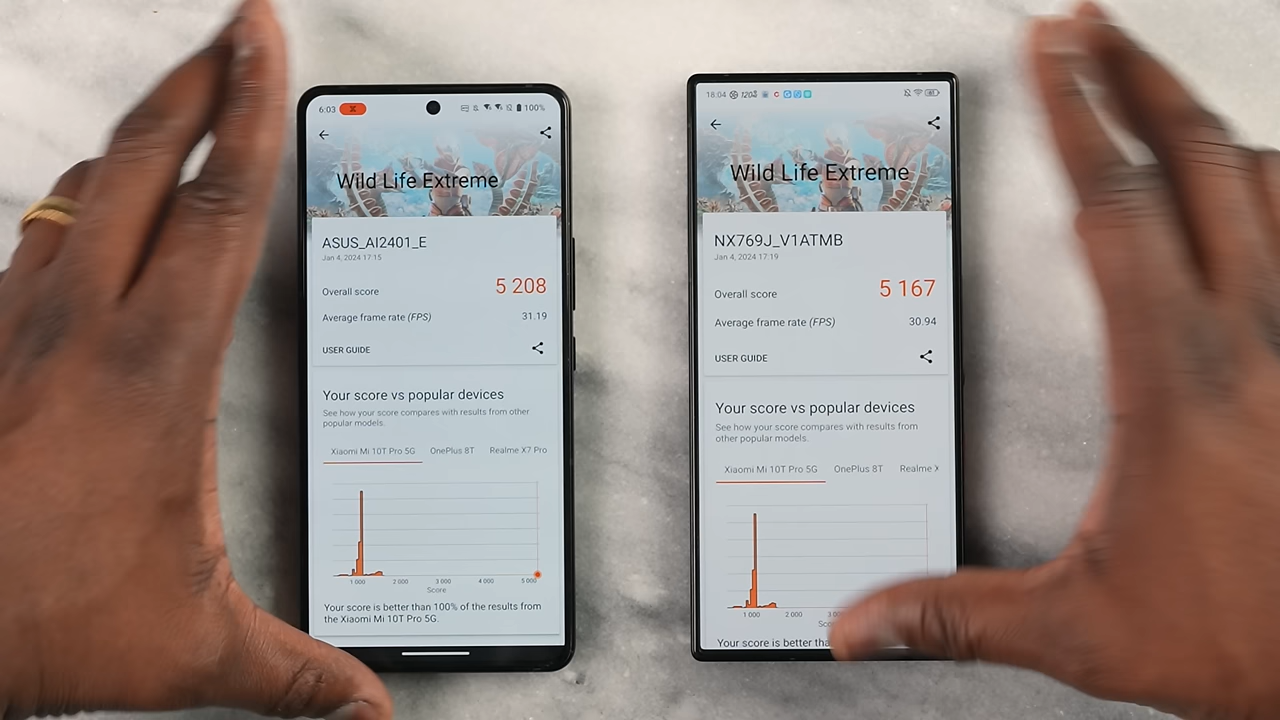 6:03
100%
Wild Life Extreme
ASUS_AI2401_E
Jan 4, 2024 17:15
Overall score
5 208
Average frame rate (FPS)
31.19
USER GUIDE
Your score vs popular devices
See how your score compares with results from other
popular models.
Xiaomi Mi 10T Pro 5G OnePlus 8T Realme X7 Pro
1 000 2 000 3 000 4 000 5 000
Score
Your score is better than 100% of the results from
the Xiaomi Mi 10T Pro 5G.
18:04
Wild Life Extreme
NX769J_V1ATMB
Jan 4, 2024 17:19
Overall score
5 167
Average frame rate (FPS)
30.94
USER GUIDE
Your score vs popular devices
See how your score compares with results from
other popular models.
Xiaomi Mi 10T Pro 5G OnePlus 8T Realme X
1 000 2 000
Your score is better